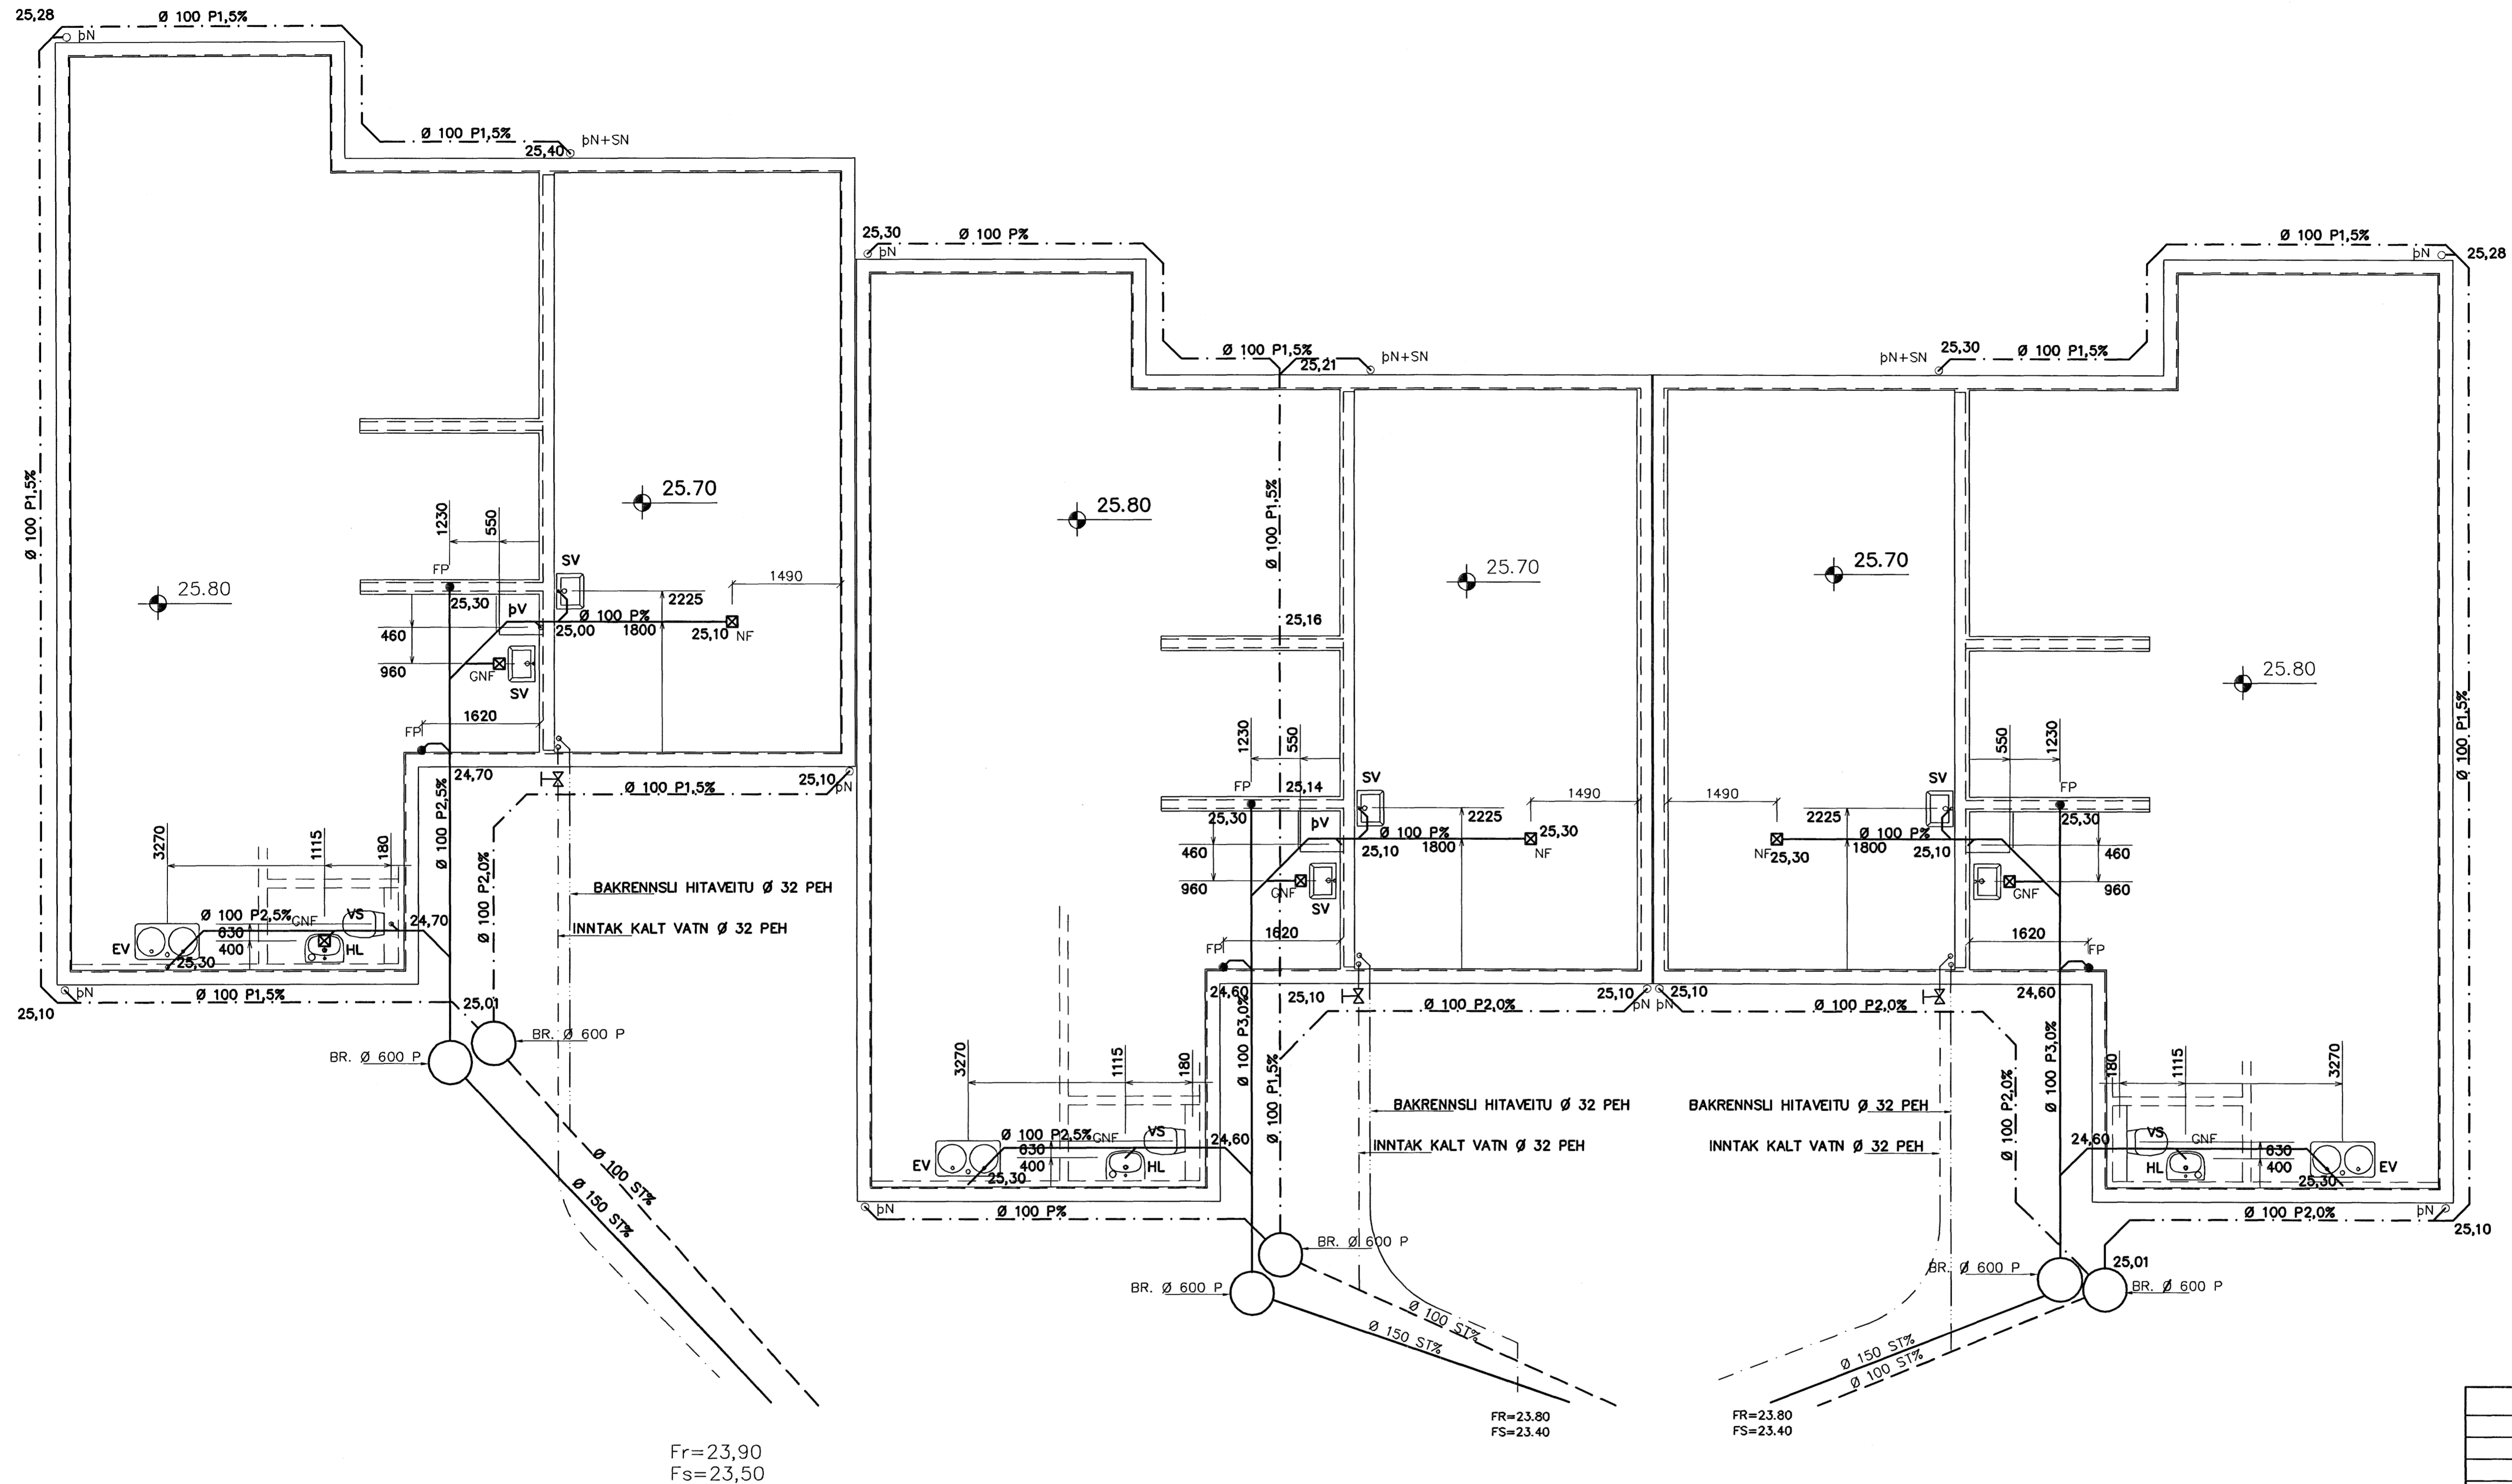 25,28
Ø 100 P1,5%
þN
Ø 100 P1,5%
25,40
þN+SN
Ø 100 P1,5%
25.80
25.70
1230
550
FP
25,30
SV
þV
Ø 100 P%
25,00
1800
2225
1490
25,10
NF
460
960
GNF
SV
1620
FP
24,70
Ø 100 P2,5%
Ø 100 P1,5%
25,10
þN
3270
1115
180
Ø 100 P2,5%
GNF
VS
630
400
EV
25,30
HL
24,70
Ø 100 P2,0%
BAKRENNSLI HITAVEITU Ø 32 PEH
INNTAK KALT VATN Ø 32 PEH
þN
25,10
Ø 100 P1,5%
25,01
BR. Ø 600 P
BR. Ø 600 P
Ø 100 ST%
Ø 150 ST%
Fr=23,90
Fs=23,50
25,30
Ø 100 P%
þN
Ø 100 P1,5%
25,21
þN+SN
Ø 100 P1,5%
25.80
25.70
25,16
1230
550
FP
25,14
SV
25,30
þV
Ø 100 P%
25,10
1800
2225
1490
25,30
NF
460
960
GNF
SV
1620
FP
24,60
Ø 100 P3,0%
25,10
Ø 100 P2,0%
25,10
þN
3270
1115
180
Ø 100 P2,5%
GNF
VS
630
400
EV
25,30
HL
24,60
Ø 100 P1,5%
BAKRENNSLI HITAVEITU Ø 32 PEH
INNTAK KALT VATN Ø 32 PEH
þN
Ø 100 P%
BR. Ø 600 P
BR. Ø 600 P
Ø 100 ST%
Ø 150 ST%
FR=23.80
FS=23.40
Ø 100 P1,5%
þN
25,28
þN+SN
25,30
Ø 100 P1,5%
25.70
25.80
Ø 100 P1,5%
550
1230
SV
FP
1490
2225
25,30
Ø 100 P%
NF
25,30
1800
25,10
460
960
GNF
1620
FP
þN
25,10
Ø 100 P2,0%
24,60
Ø 100 P3,0%
180
1115
3270
Ø 100 P2,0%
24,60
VS
GNF
630
400
HL
25,30
EV
BAKRENNSLI HITAVEITU Ø 32 PEH
INNTAK KALT VATN Ø 32 PEH
Ø 100 P2,0%
þN
25,10
25,01
BR. Ø 600 P
BR. Ø 600 P
Ø 150 ST%
Ø 100 ST%
FR=23.80
FS=23.40